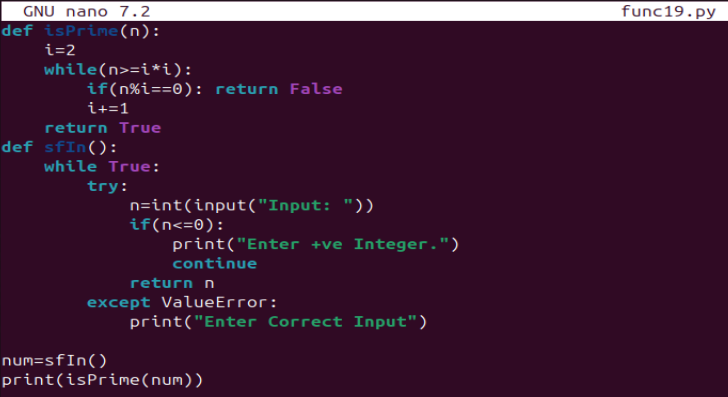 GNU nano 7.2 func19.py
def isPrime(n):
    i=2
    while(n>=i*i):
        if(n%i==0): return False
        i+=1
    return True
def sfIn():
    while True:
        try:
            n=int(input("Input: "))
            if(n<=0):
                print("Enter +ve Integer.")
                continue
            return n
        except ValueError:
            print("Enter Correct Input")

num=sfIn()
print(isPrime(num))